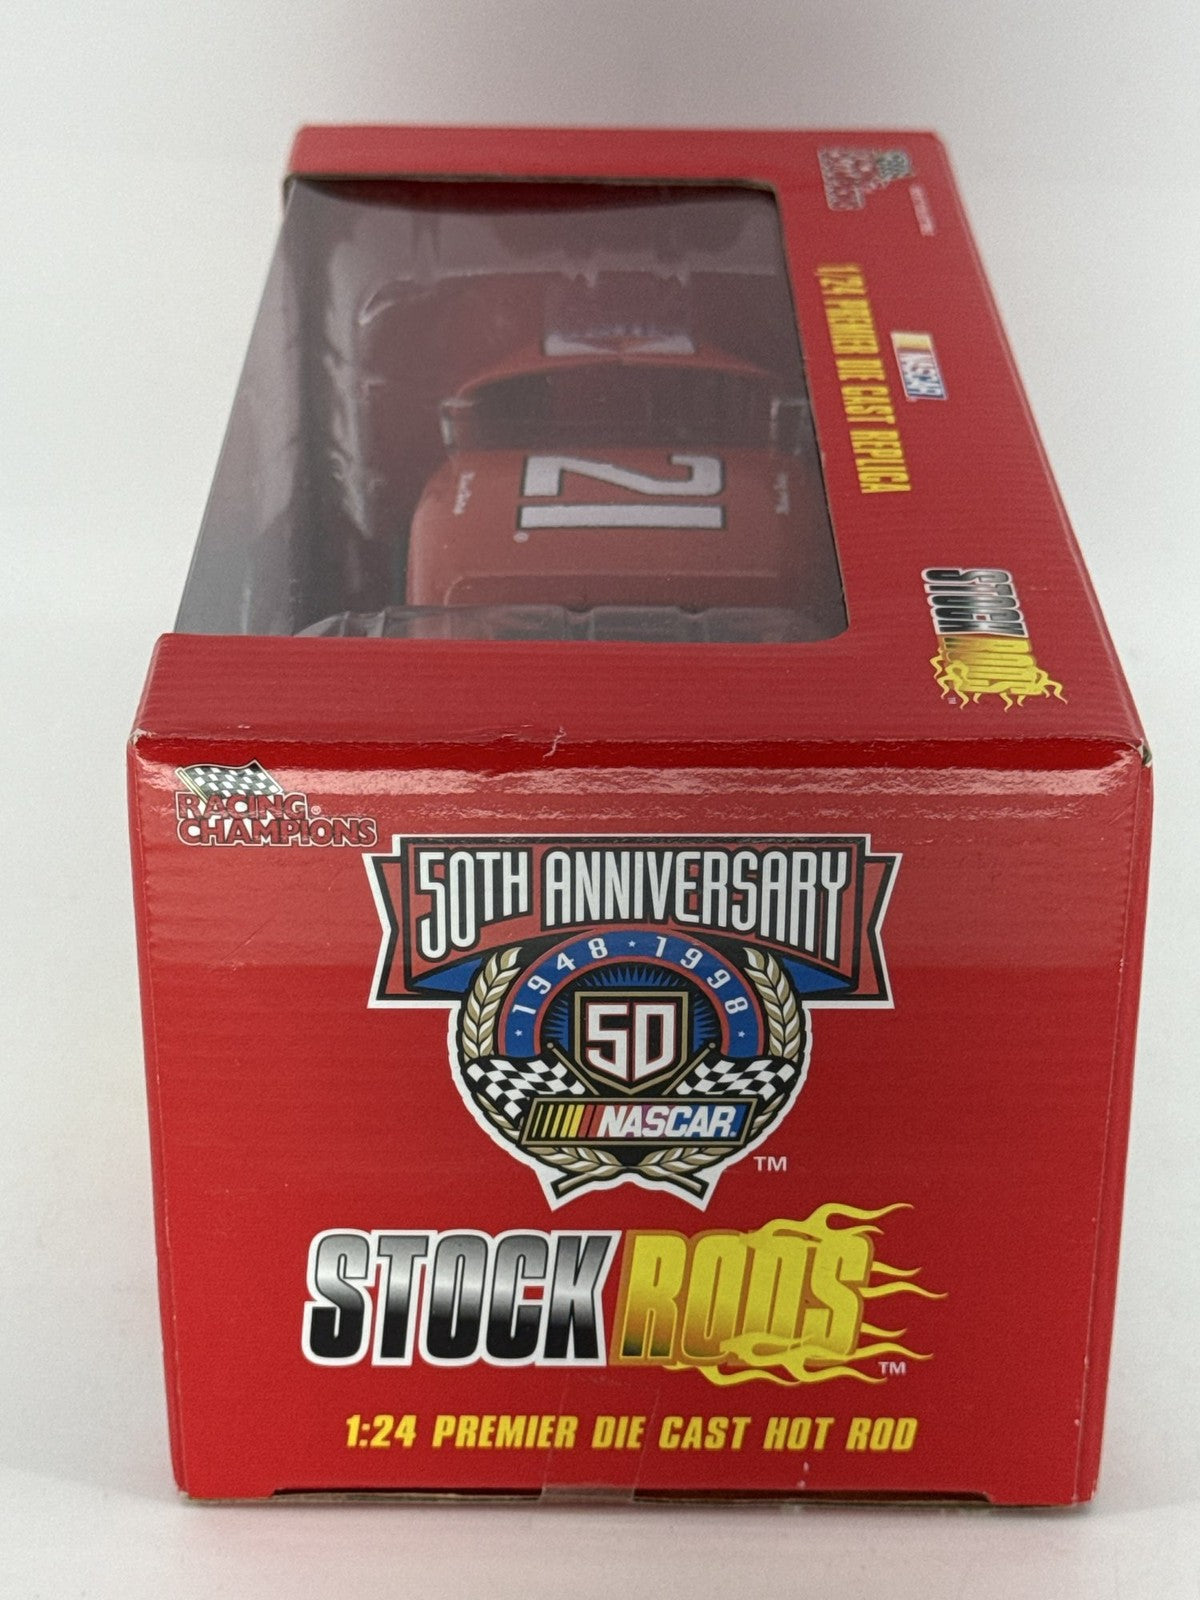 1/24 PREMIER DIE CAST REPLICA
NASCAR
STOCK RODS
21
RACING
CHAMPIONS
50TH ANNIVERSARY
1948 · 1998
50
NASCAR
TM
STOCK RODS
TM
1:24 PREMIER DIE CAST HOT ROD